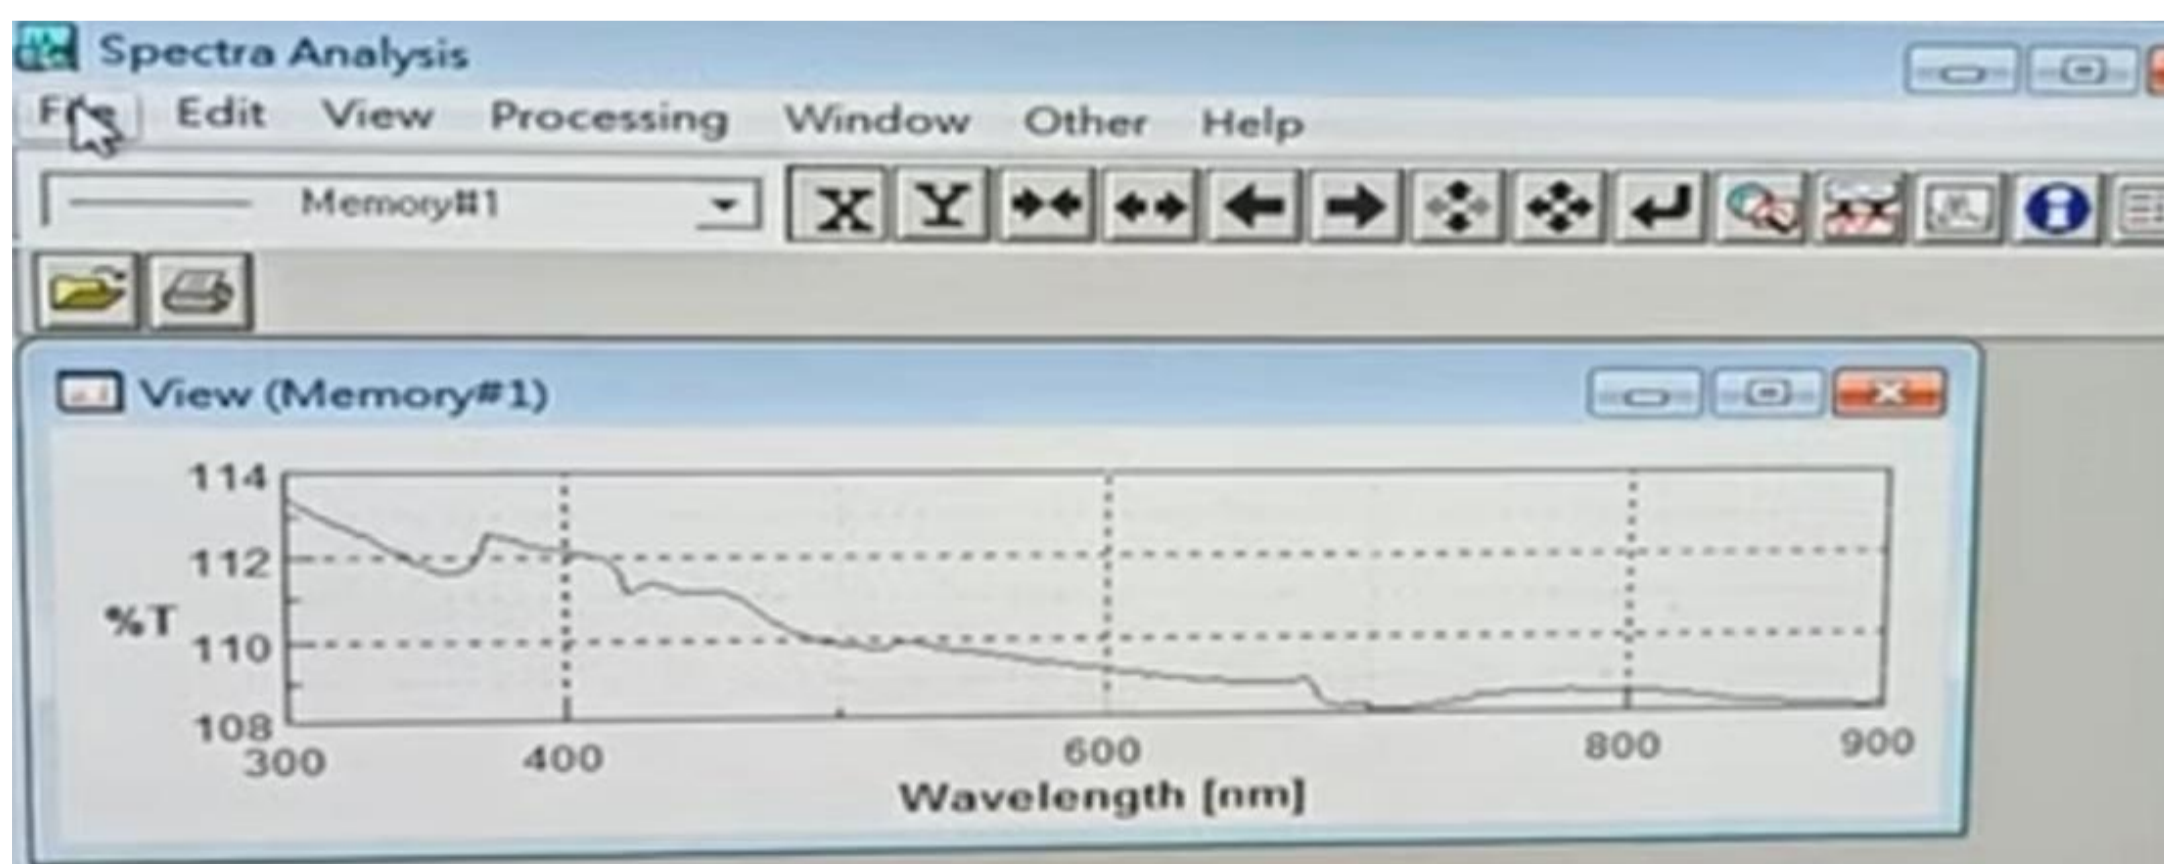 Spectra Analysis
File Edit View Processing Window Other Help
Memory#1 X Y
View (Memory#1)
114
112
%T
110
108
300 400 600 800 900
Wavelength [nm]